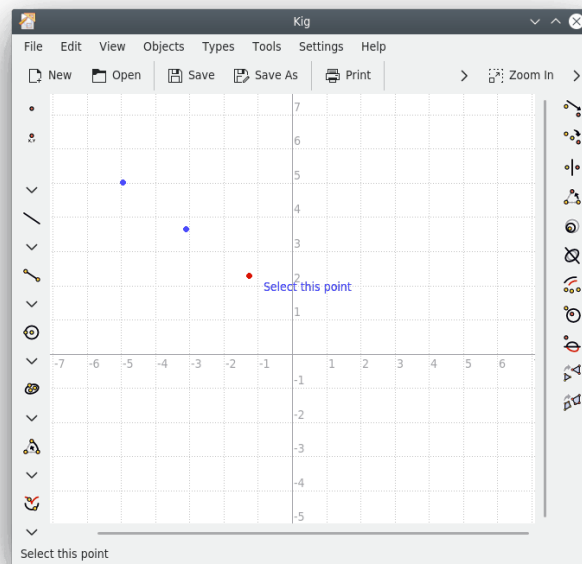 Kig
File Edit View Objects Types Tools Settings Help
New Open Save Save As Print Zoom In
x,y
7
6
5
4
3
2
Select this point
1
-7 -6 -5 -4 -3 -2 -1 1 2 3 4 5 6
-1
-2
-3
-4
-5
Select this point